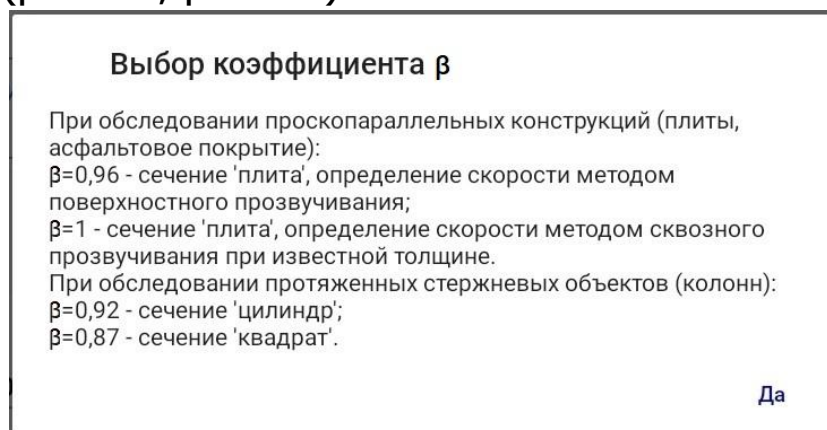 Выбор коэффициента β
При обследовании проскопараллельных конструкций (плиты,
асфальтовое покрытие):
β=0,96 - сечение 'плита', определение скорости методом
поверхностного прозвучивания;
β=1 - сечение 'плита', определение скорости методом сквозного
прозвучивания при известной толщине.
При обследовании протяженных стержневых объектов (колонн):
β=0,92 - сечение 'цилиндр';
β=0,87 - сечение 'квадрат'.
Да